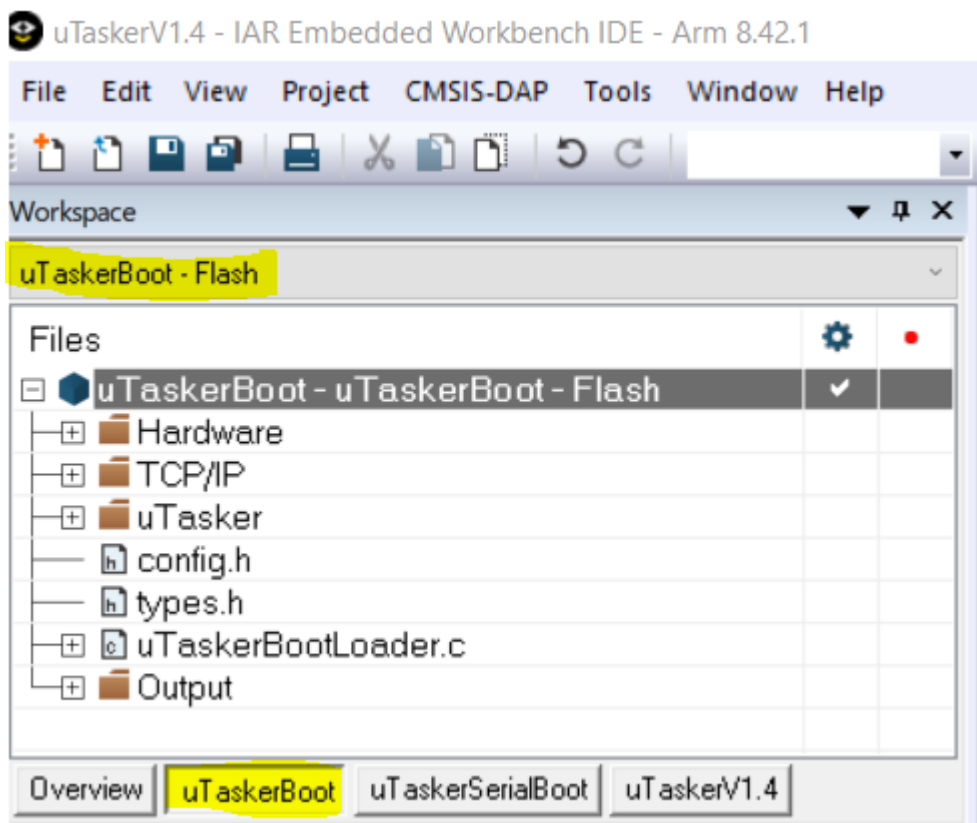 uTaskerV1.4 - IAR Embedded Workbench IDE - Arm 8.42.1
File Edit View Project CMSIS-DAP Tools Window Help
Workspace
uTaskerBoot - Flash
Files
uTaskerBoot - uTaskerBoot - Flash
Hardware
TCP/IP
uTasker
h config.h
h types.h
c uTaskerBootLoader.c
Output
Overview uTaskerBoot uTaskerSerialBoot uTaskerV1.4